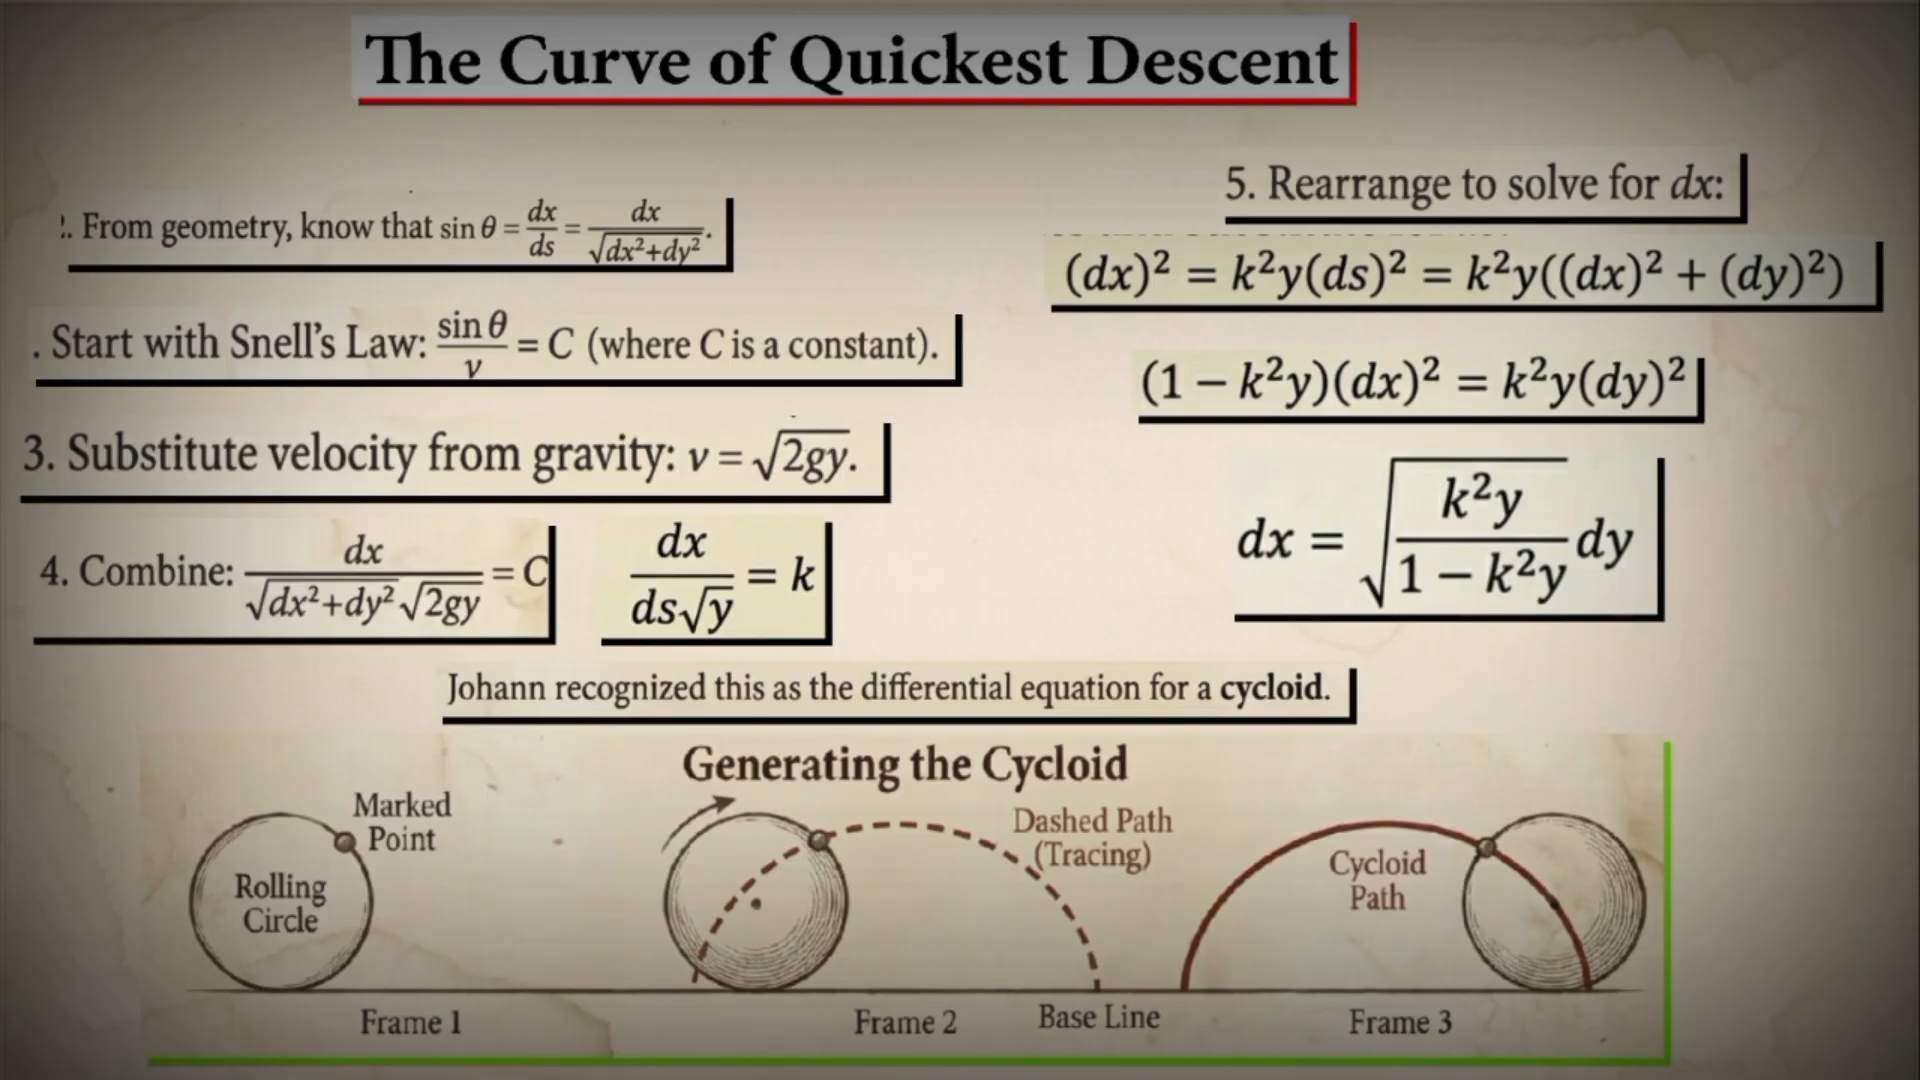 The Curve of Quickest Descent
2. From geometry, know that sin θ = dx/ds = dx/√dx²+dy².
. Start with Snell's Law: sin θ/v = C (where C is a constant).
3. Substitute velocity from gravity: v = √2gy.
4. Combine: dx/√dx²+dy² √2gy = C
dx/ds√y = k
5. Rearrange to solve for dx:
(dx)² = k²y(ds)² = k²y((dx)² + (dy)²)
(1 − k²y)(dx)² = k²y(dy)²
dx = √k²y/1 − k²y dy
Johann recognized this as the differential equation for a cycloid.
Generating the Cycloid
Marked
Point
Rolling
Circle
Frame 1
Dashed Path
(Tracing)
Frame 2
Base Line
Cycloid
Path
Frame 3